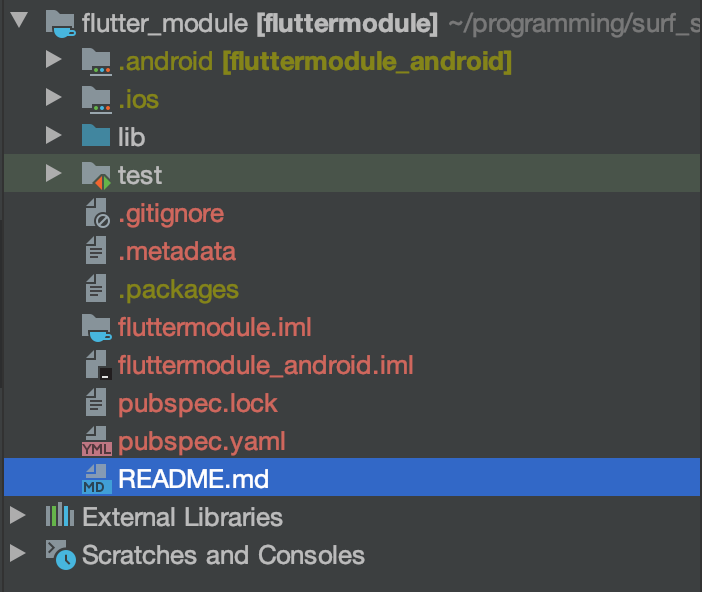 flutter_module [fluttermodule] ~/programming/surf_s
.android [fluttermodule_android]
.ios
lib
test
.gitignore
.metadata
.packages
fluttermodule.iml
fluttermodule_android.iml
pubspec.lock
YML pubspec.yaml
MD README.md
External Libraries
Scratches and Consoles